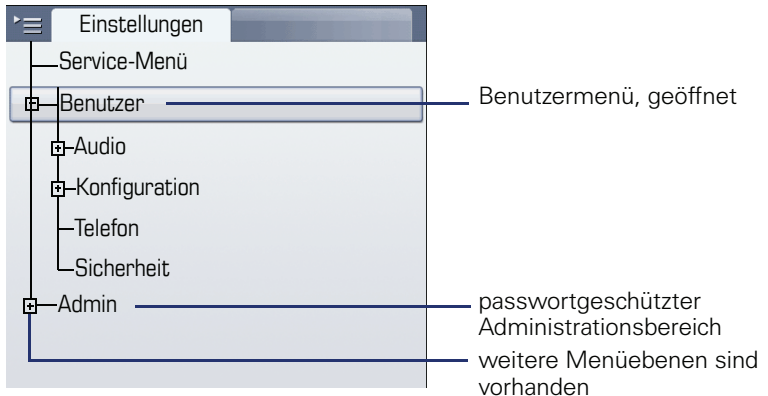 Einstellungen
Service-Menü
Benutzer
Benutzermenü, geöffnet
Audio
Konfiguration
Telefon
Sicherheit
Admin
passwortgeschützter
Administrationsbereich
weitere Menüebenen sind
vorhanden